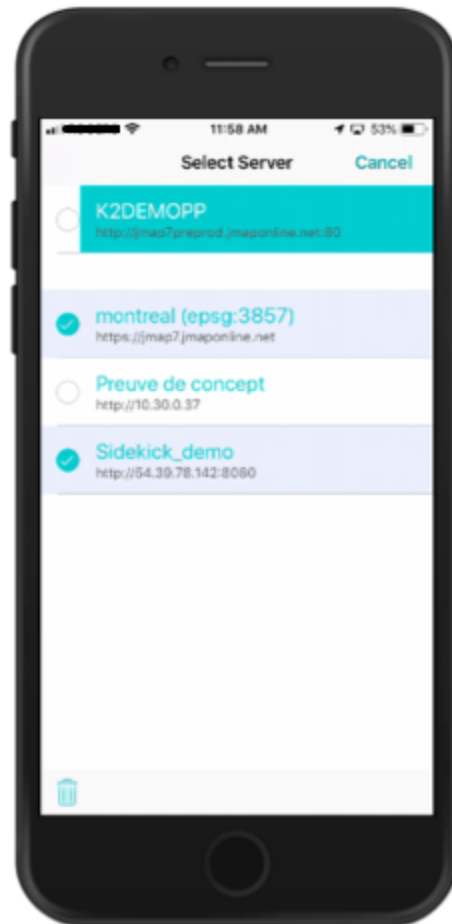 11:58 AM 53%
Select Server Cancel
K2DEMOPP
http://jmap7preprod.jmaponline.net:80
montreal (epsg:3857)
https://jmap7.jmaponline.net
Preuve de concept
http://10.30.0.37
Sidekick_demo
http://54.39.78.142:8080